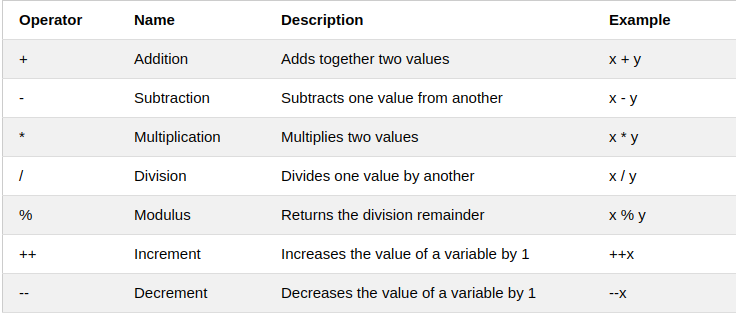 Operator Name Description Example
+ Addition Adds together two values x + y
- Subtraction Subtracts one value from another x - y
* Multiplication Multiplies two values x * y
/ Division Divides one value by another x / y
% Modulus Returns the division remainder x % y
++ Increment Increases the value of a variable by 1 ++x
-- Decrement Decreases the value of a variable by 1 --x